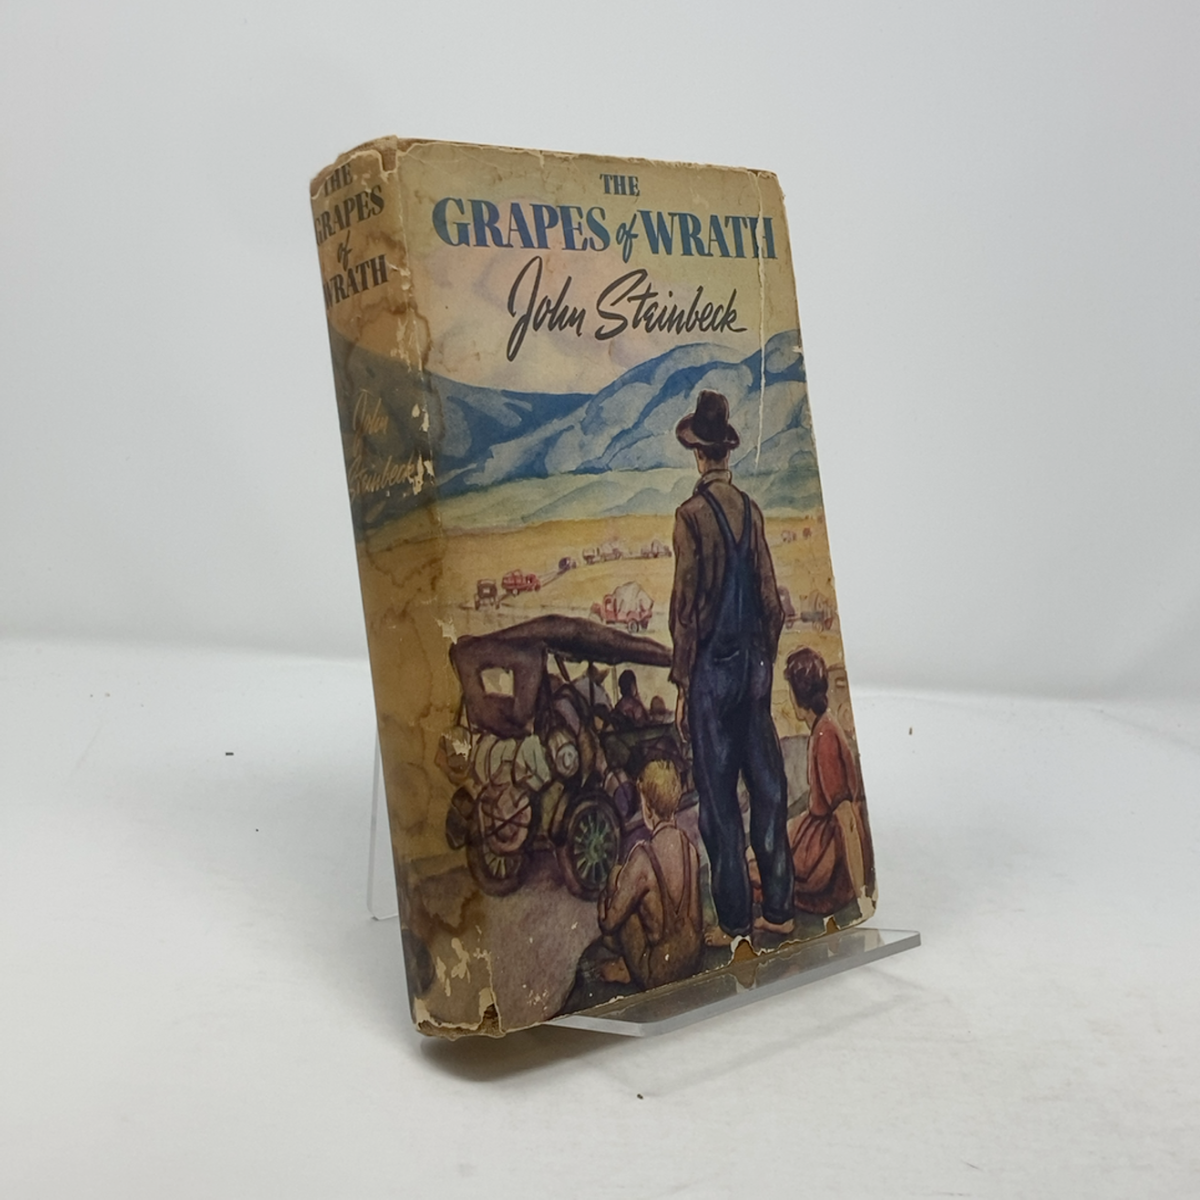 THE
GRAPES
of
WRATH
John
Steinbeck
THE
GRAPES of WRATH
John Steinbeck